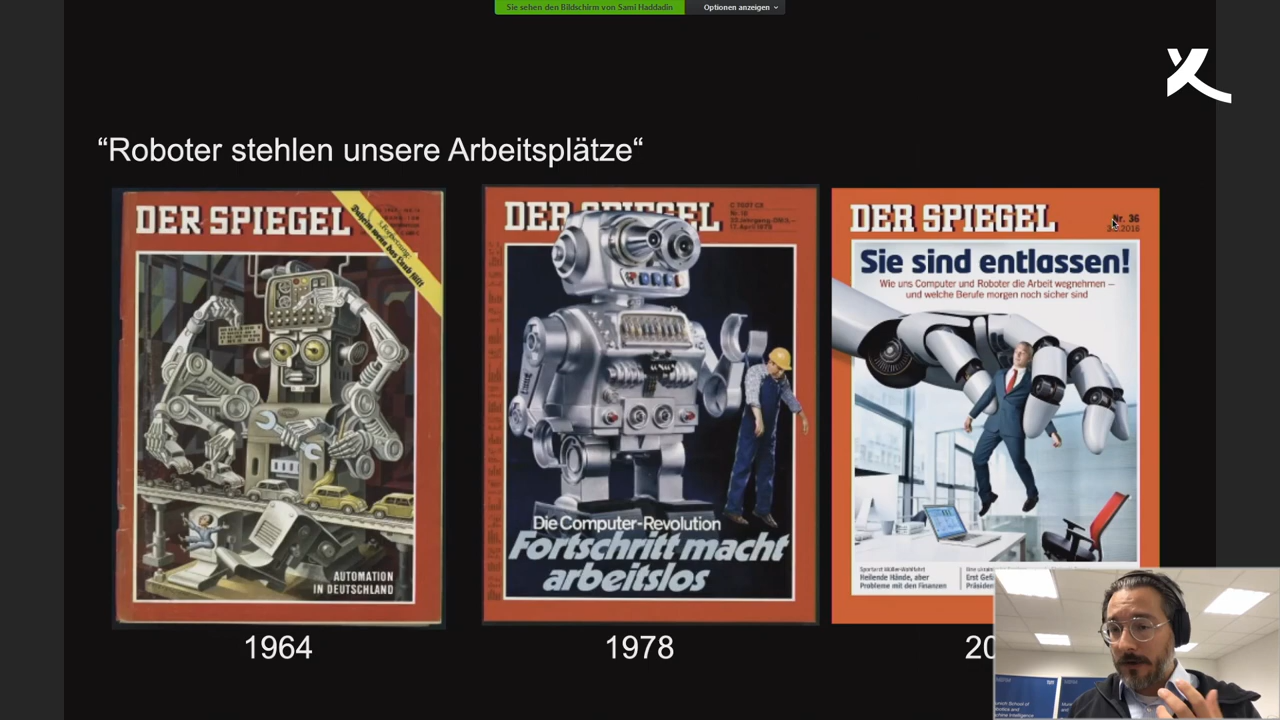 Sie sehen den Bildschirm von Sami Haddadin
Optionen anzeigen
“Roboter stehlen unsere Arbeitsplätze“
DER SPIEGEL
AUTOMATION
IN DEUTSCHLAND
1964
DER SPIEGEL
Die Computer-Revolution
Fortschritt macht
arbeitslos
1978
DER SPIEGEL
Nr. 36
Sie sind entlassen!
Wie uns Computer und Roboter die Arbeit wegnehmen –
und welche Berufe morgen noch sicher sind
Heilende Hände, aber
Probleme mit den Finanzen
20